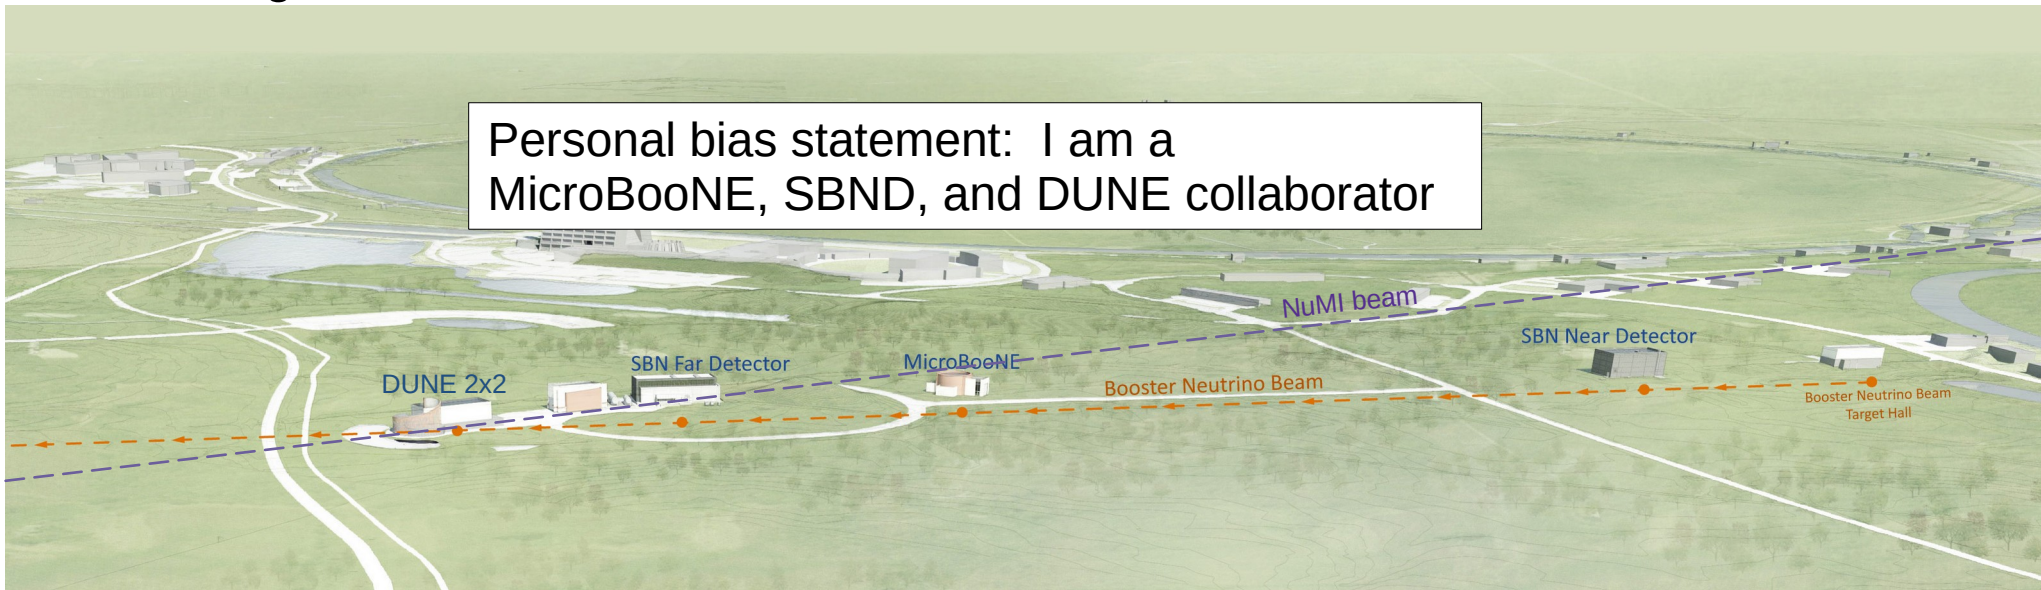 Personal bias statement:  I am a
MicroBooNE, SBND, and DUNE collaborator
NuMI beam
SBN Near Detector
SBN Far Detector
MicroBooNE
DUNE 2x2
Booster Neutrino Beam
Booster Neutrino Beam
Target Hall